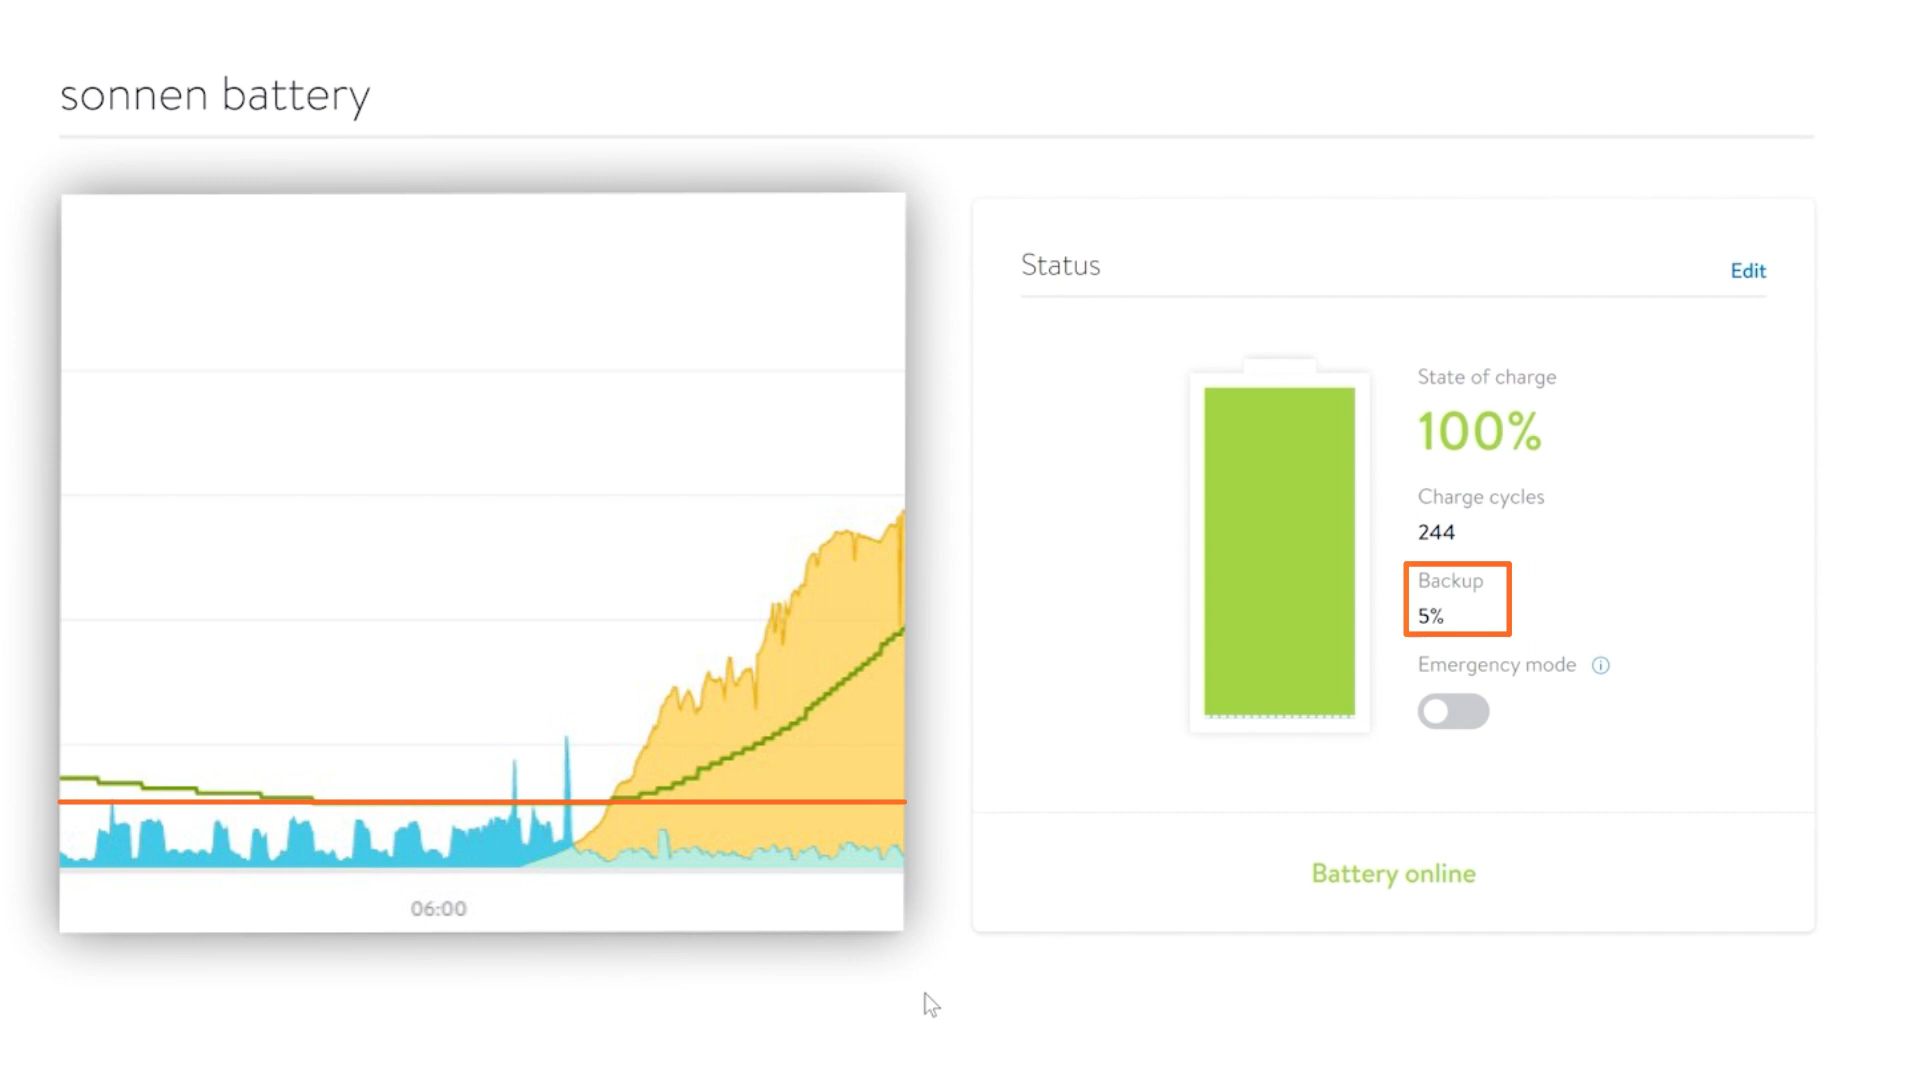 sonnen battery
Status
Edit
State of charge
100%
Charge cycles
244
Backup
5%
Emergency mode
06:00
Battery online